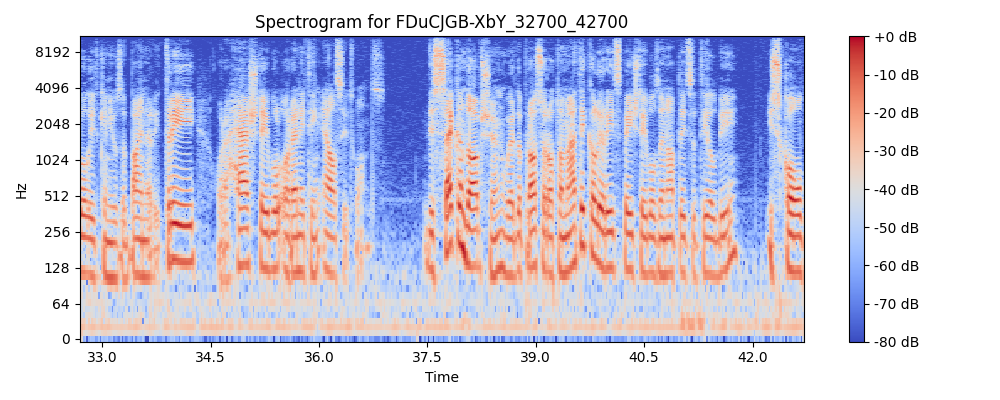 Spectrogram for FDuCJGB-XbY_32700_42700
Hz
8192
4096
2048
1024
512
256
128
64
0
33.0 34.5 36.0 37.5 39.0 40.5 42.0
Time
+0 dB
-10 dB
-20 dB
-30 dB
-40 dB
-50 dB
-60 dB
-70 dB
-80 dB